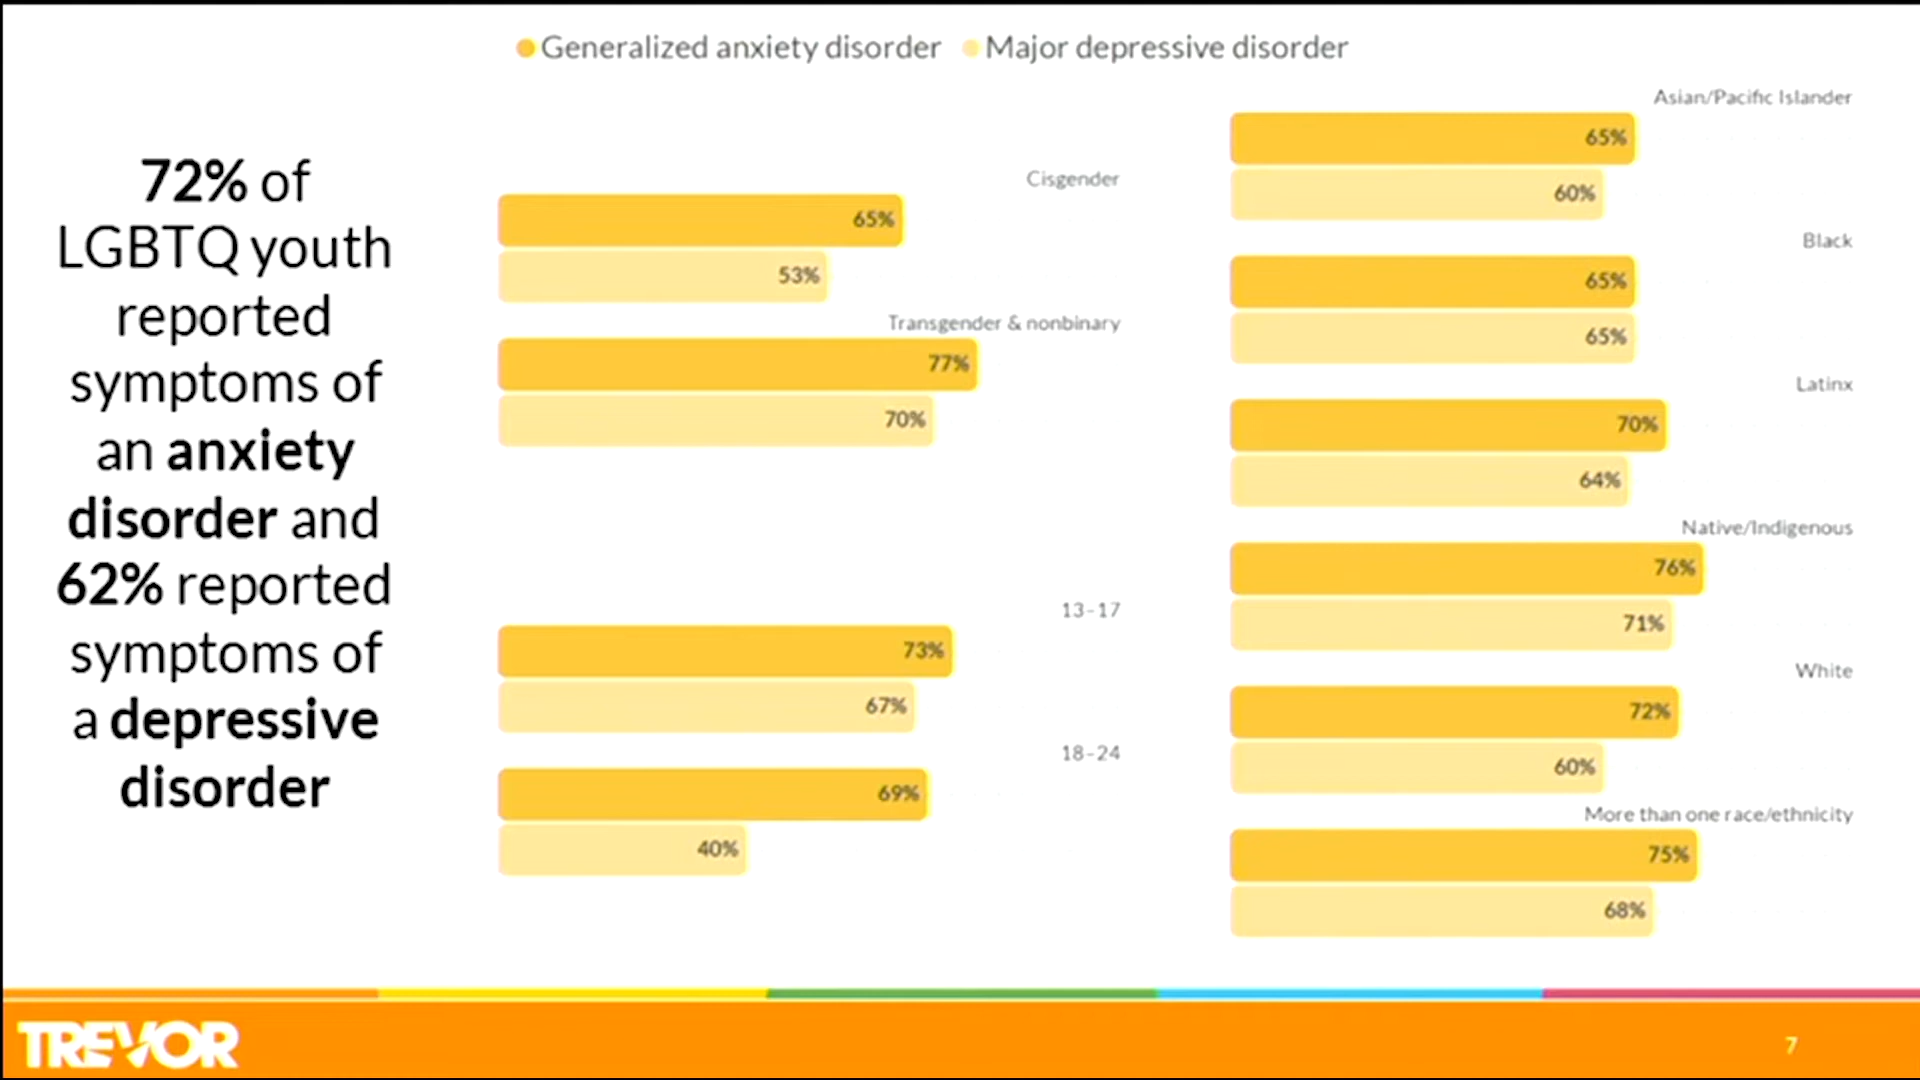 Generalized anxiety disorder Major depressive disorder
72% of
LGBTQ youth
reported
symptoms of
an anxiety
disorder and
62% reported
symptoms of
a depressive
disorder
Cisgender
65%
53%
Transgender & nonbinary
77%
70%
13-17
73%
67%
18-24
69%
40%
Asian/Pacific Islander
65%
60%
Black
65%
65%
Latinx
70%
64%
Native/Indigenous
76%
71%
White
72%
60%
More than one race/ethnicity
75%
68%
TREVOR
7